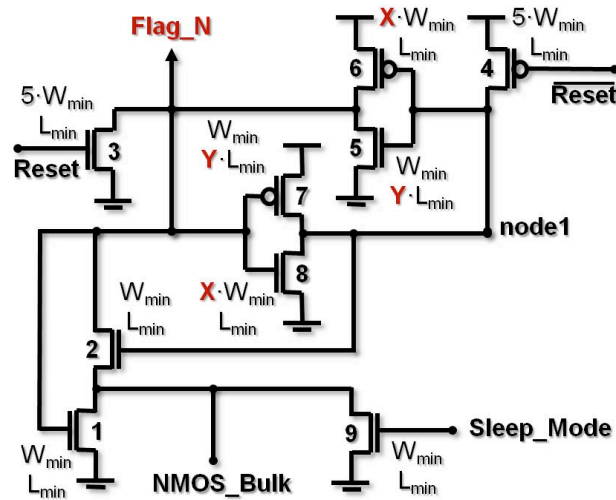 Flag_N
X·Wmin
Lmin
6
5·Wmin
Lmin
4
Reset
5·Wmin
Lmin
3
Reset
Wmin
Y·Lmin
7
5
Wmin
Y·Lmin
node1
8
X·Wmin
Lmin
Wmin
Lmin
2
1
Wmin
Lmin
NMOS_Bulk
9
Wmin
Lmin
Sleep_Mode